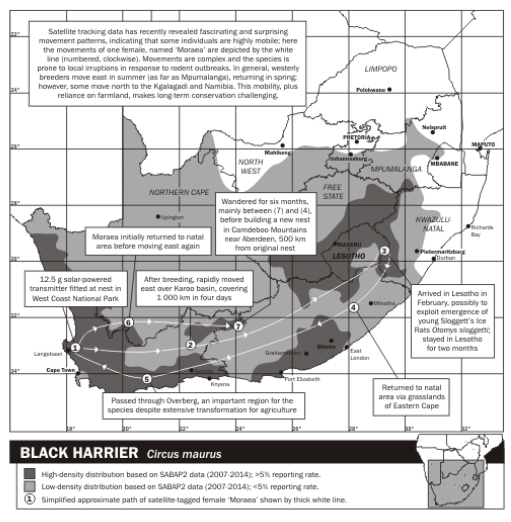 Satellite tracking data has recently revealed fascinating and surprising
movement patterns, indicating that some individuals are highly mobile; here
the movements of one female, named 'Moraea' are depicted by the white
line (numbered, clockwise). Movements are complex and the species is
prone to local irruptions in response to rodent outbreaks. In general, westerly
breeders move east in summer (as far as Mpumalanga), returning in spring;
however, some move north to the Kgalagadi and Namibia. This mobility, plus
reliance on farmland, makes long-term conservation challenging.
22°
24°
LIMPOPO
Polokwane
Nelspruit
PRETORIA
MAPUTO
Mahikeng
Johannesburg
MBABANE
NORTH
WEST
MPUMALANGA
NORTHERN CAPE
FREE
STATE
Wandered for six months,
mainly between (7) and (4),
before building a new nest
in Camdeboo Mountains
near Aberdeen, 500 km
from original nest
KWAZULU-
NATAL
Upington
Richards
Bay
Moraea initially returned to natal
area before moving east again
MASERU
LESOTHO
3
Pietermaritzburg
Durban
12.5 g solar-powered
transmitter fitted at nest in
West Coast National Park
After breeding, rapidly moved
east over Karoo basin, covering
1 000 km in four days
Arrived in Lesotho in
February, possibly to
exploit emergence of
young Sloggett's Ice
Rats Otomys sloggetti;
stayed in Lesotho
for two months
Mthatha
4
6
7
2
1
Langebaan
Bhisho
Grahamstown
East
London
34°
Cape Town
5
George
Knysna
Port Elizabeth
Returned to natal
area via grasslands
of Eastern Cape
Passed through Overberg, an important region for the
species despite extensive transformation for agriculture
18°
20°
22°
24°
26°
28°
30°
32°
BLACK HARRIER Circus maurus
High-density distribution based on SABAP2 data (2007-2014); >5% reporting rate.
Low-density distribution based on SABAP2 data (2007-2014); <5% reporting rate.
1 Simplified approximate path of satellite-tagged female 'Moraea' shown by thick white line.